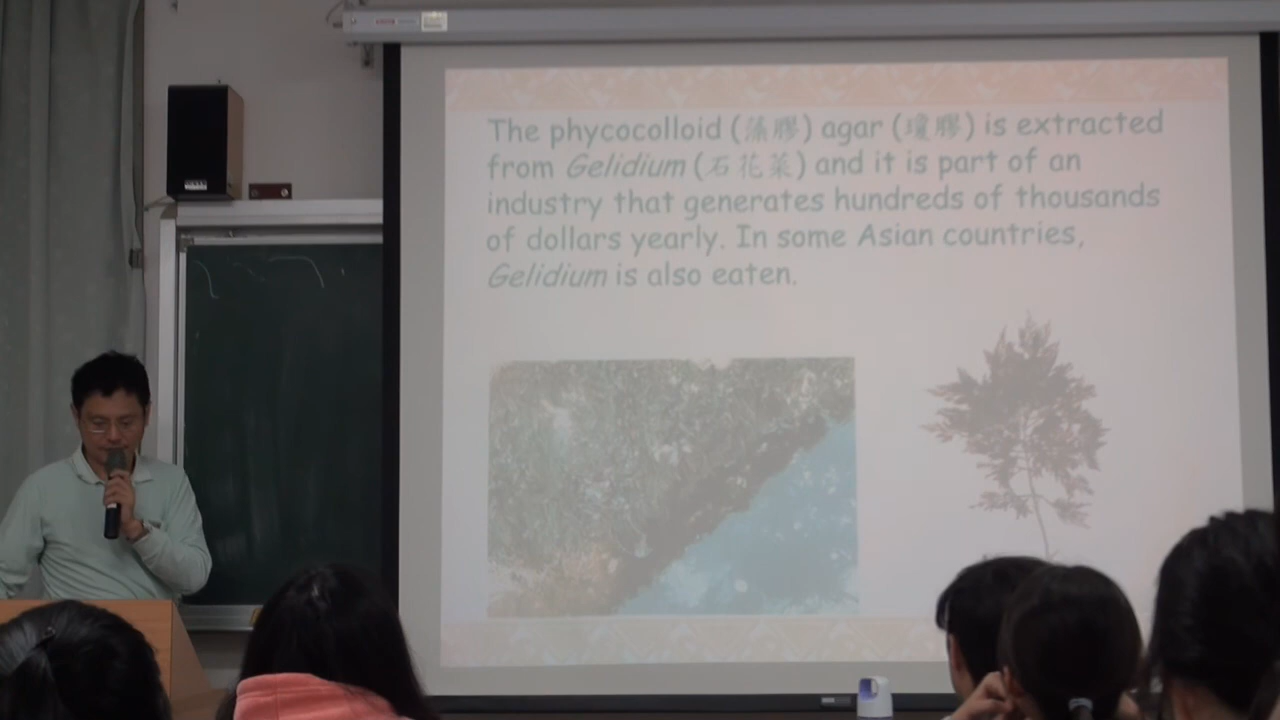 The phycocolloid (藻膠) agar (瓊膠) is extracted
from Gelidium (石花菜) and it is part of an
industry that generates hundreds of thousands
of dollars yearly. In some Asian countries,
Gelidium is also eaten.